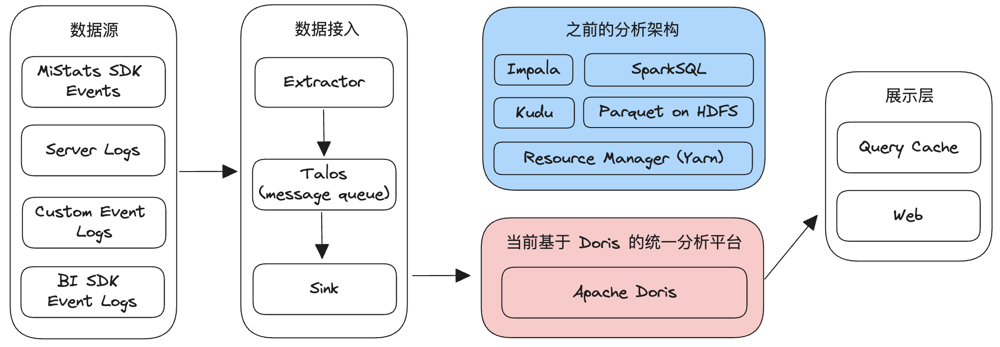 数据源
MiStats SDK
Events
Server Logs
Custom Event
Logs
BI SDK
Event Logs
数据接入
Extractor
Talos
(message queue)
Sink
之前的分析架构
Impala
SparkSQL
Kudu
Parquet on HDFS
Resource Manager (Yarn)
当前基于 Doris 的统一分析平台
Apache Doris
展示层
Query Cache
Web